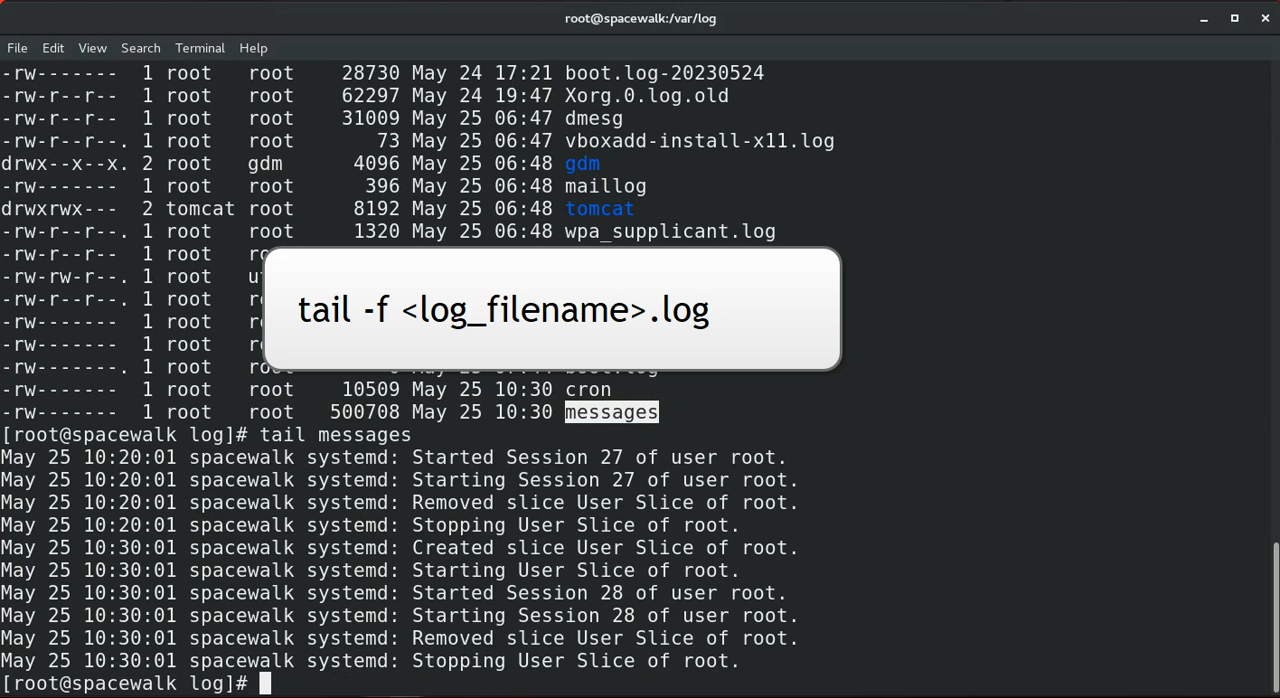 root@spacewalk:/var/log
File Edit View Search Terminal Help
-rw------- 1 root root 28730 May 24 17:21 boot.log-20230524
-rw-r--r-- 1 root root 62297 May 24 19:47 Xorg.0.log.old
-rw-r--r-- 1 root root 31009 May 25 06:47 dmesg
-rw-r--r--. 1 root root 73 May 25 06:47 vboxadd-install-x11.log
drwx--x--x. 2 root gdm 4096 May 25 06:48 gdm
-rw------- 1 root root 396 May 25 06:48 maillog
drwxrwx--- 2 tomcat root 8192 May 25 06:48 tomcat
-rw-r--r--. 1 root root 1320 May 25 06:48 wpa_supplicant.log
-rw-r--r-- 1 root
-rw-rw-r--. 1 root
-rw-r--r--. 1 root
-rw------- 1 root
-rw------- 1 root
-rw-------. 1 root
tail -f <log_filename>.log
-rw------- 1 root root 10509 May 25 10:30 cron
-rw------- 1 root root 500708 May 25 10:30 messages
[root@spacewalk log]# tail messages
May 25 10:20:01 spacewalk systemd: Started Session 27 of user root.
May 25 10:20:01 spacewalk systemd: Starting Session 27 of user root.
May 25 10:20:01 spacewalk systemd: Removed slice User Slice of root.
May 25 10:20:01 spacewalk systemd: Stopping User Slice of root.
May 25 10:30:01 spacewalk systemd: Created slice User Slice of root.
May 25 10:30:01 spacewalk systemd: Starting User Slice of root.
May 25 10:30:01 spacewalk systemd: Started Session 28 of user root.
May 25 10:30:01 spacewalk systemd: Starting Session 28 of user root.
May 25 10:30:01 spacewalk systemd: Removed slice User Slice of root.
May 25 10:30:01 spacewalk systemd: Stopping User Slice of root.
[root@spacewalk log]#